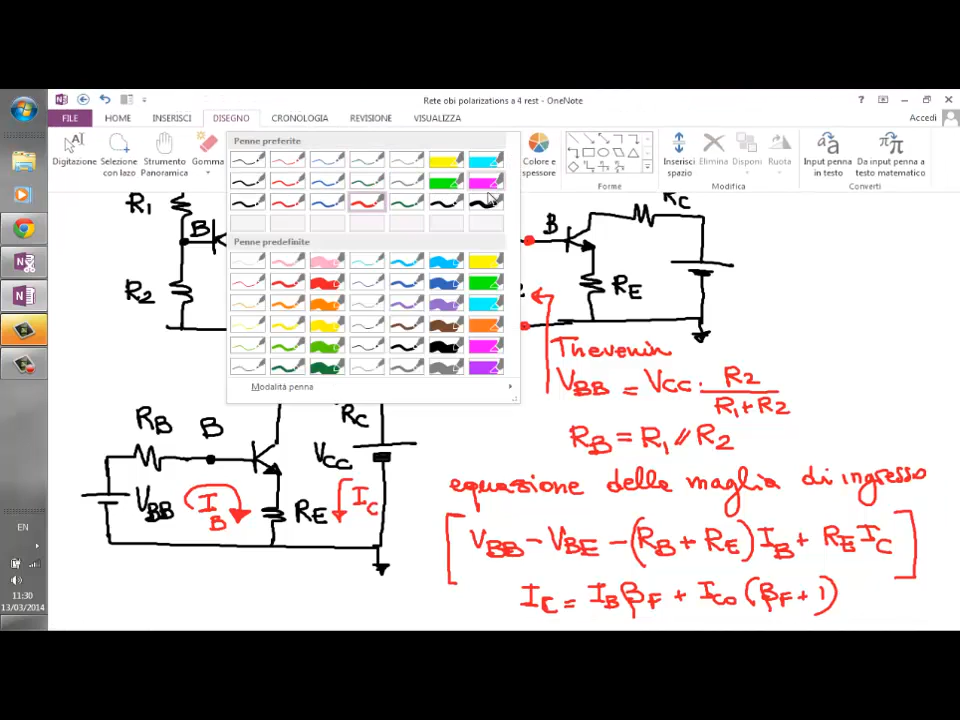 Rete obi polarizations a 4 rest - OneNote
FILE HOME INSERISCI DISEGNO CRONOLOGIA REVISIONE VISUALIZZA Accedi
Digitazione
Selezione con lazo
Strumento Panoramica
Gomma
Penne preferite
Penne predefinite
Modalità penna
Colore e spessore
Forme
Inserisci spazio
Elimina
Disponi
Ruota
Modifica
Input penna in testo
Da input penna a testo
Converti
R1
B
R2
B
RC
RE
Thevenin
VBB = VCC · R2 / R1+R2
RB = R1 // R2
RB
B
RC
VCC
VBB
IB
RE
IC
equazione delle maglia di ingresso
[VBB - VBE - (RB + RE) IB + RE IC]
IC = IB βF + ICO (βF + 1)
EN
11:30
13/03/2014